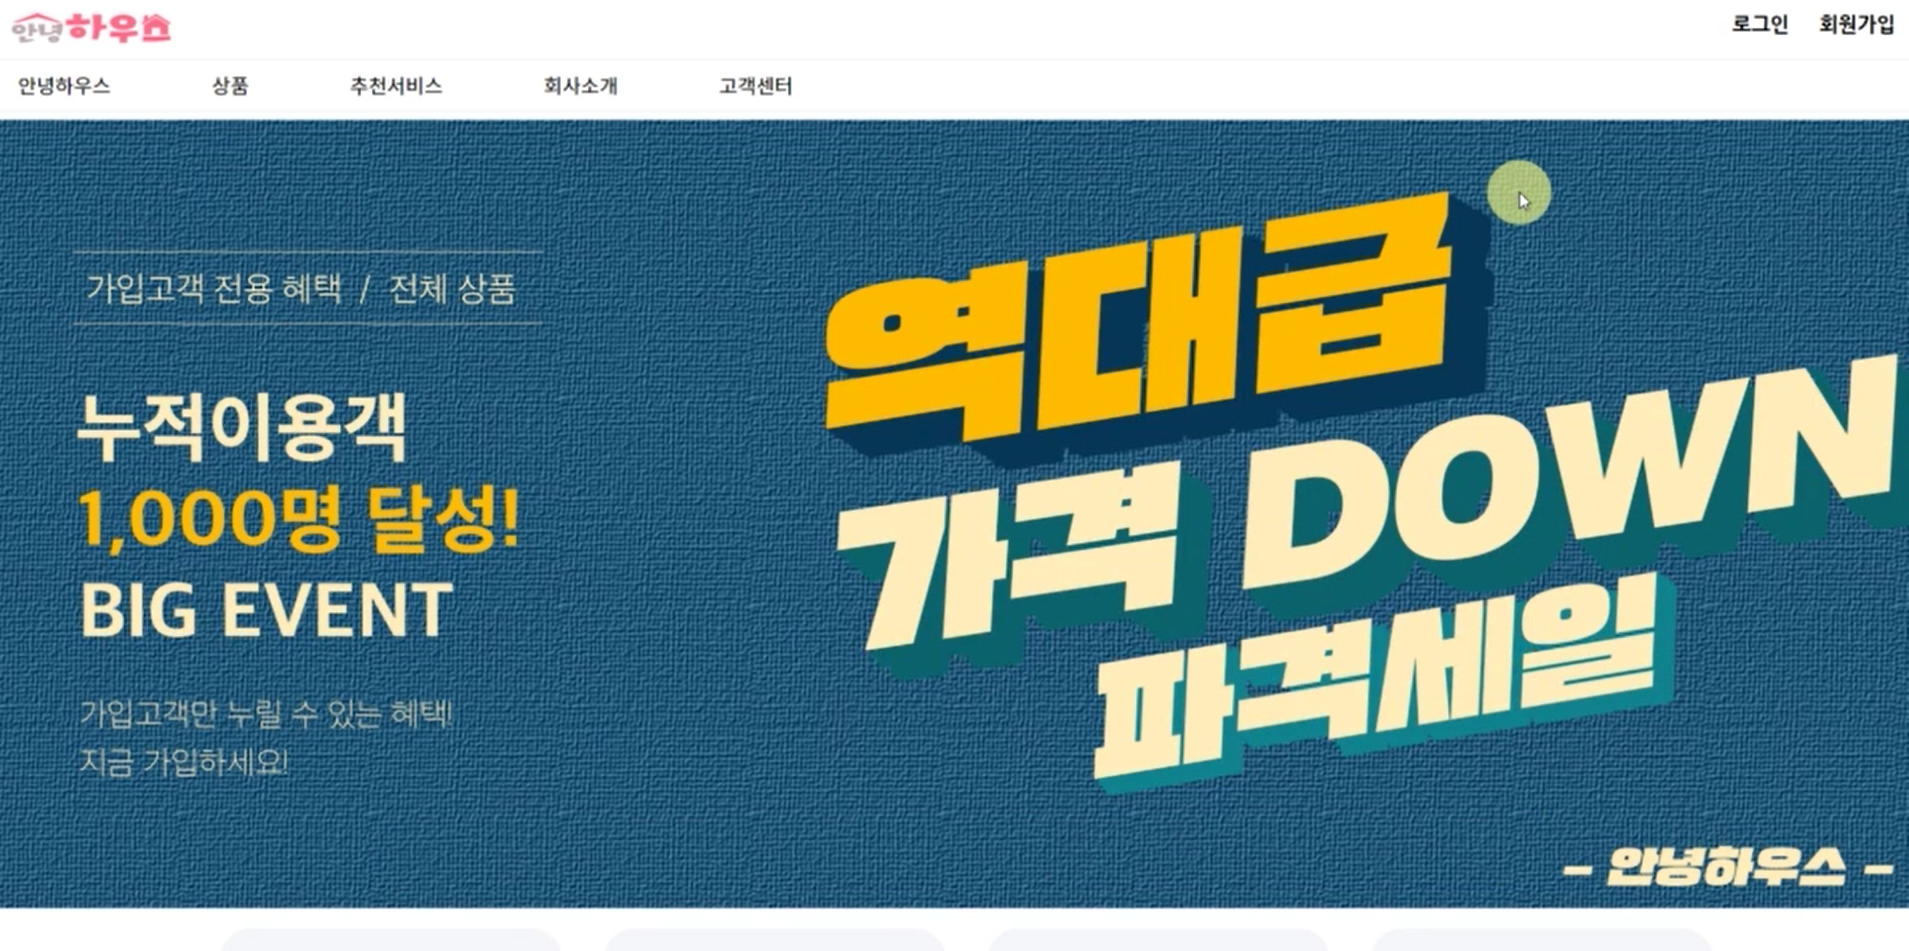 안녕하우스
로그인 회원가입
안녕하우스 상품 추천서비스 회사소개 고객센터
가입고객 전용 혜택 / 전체 상품
누적이용객
1,000명 달성!
BIG EVENT
가입고객만 누릴 수 있는 혜택!
지금 가입하세요!
역대급
가격 DOWN
파격세일
- 안녕하우스 -